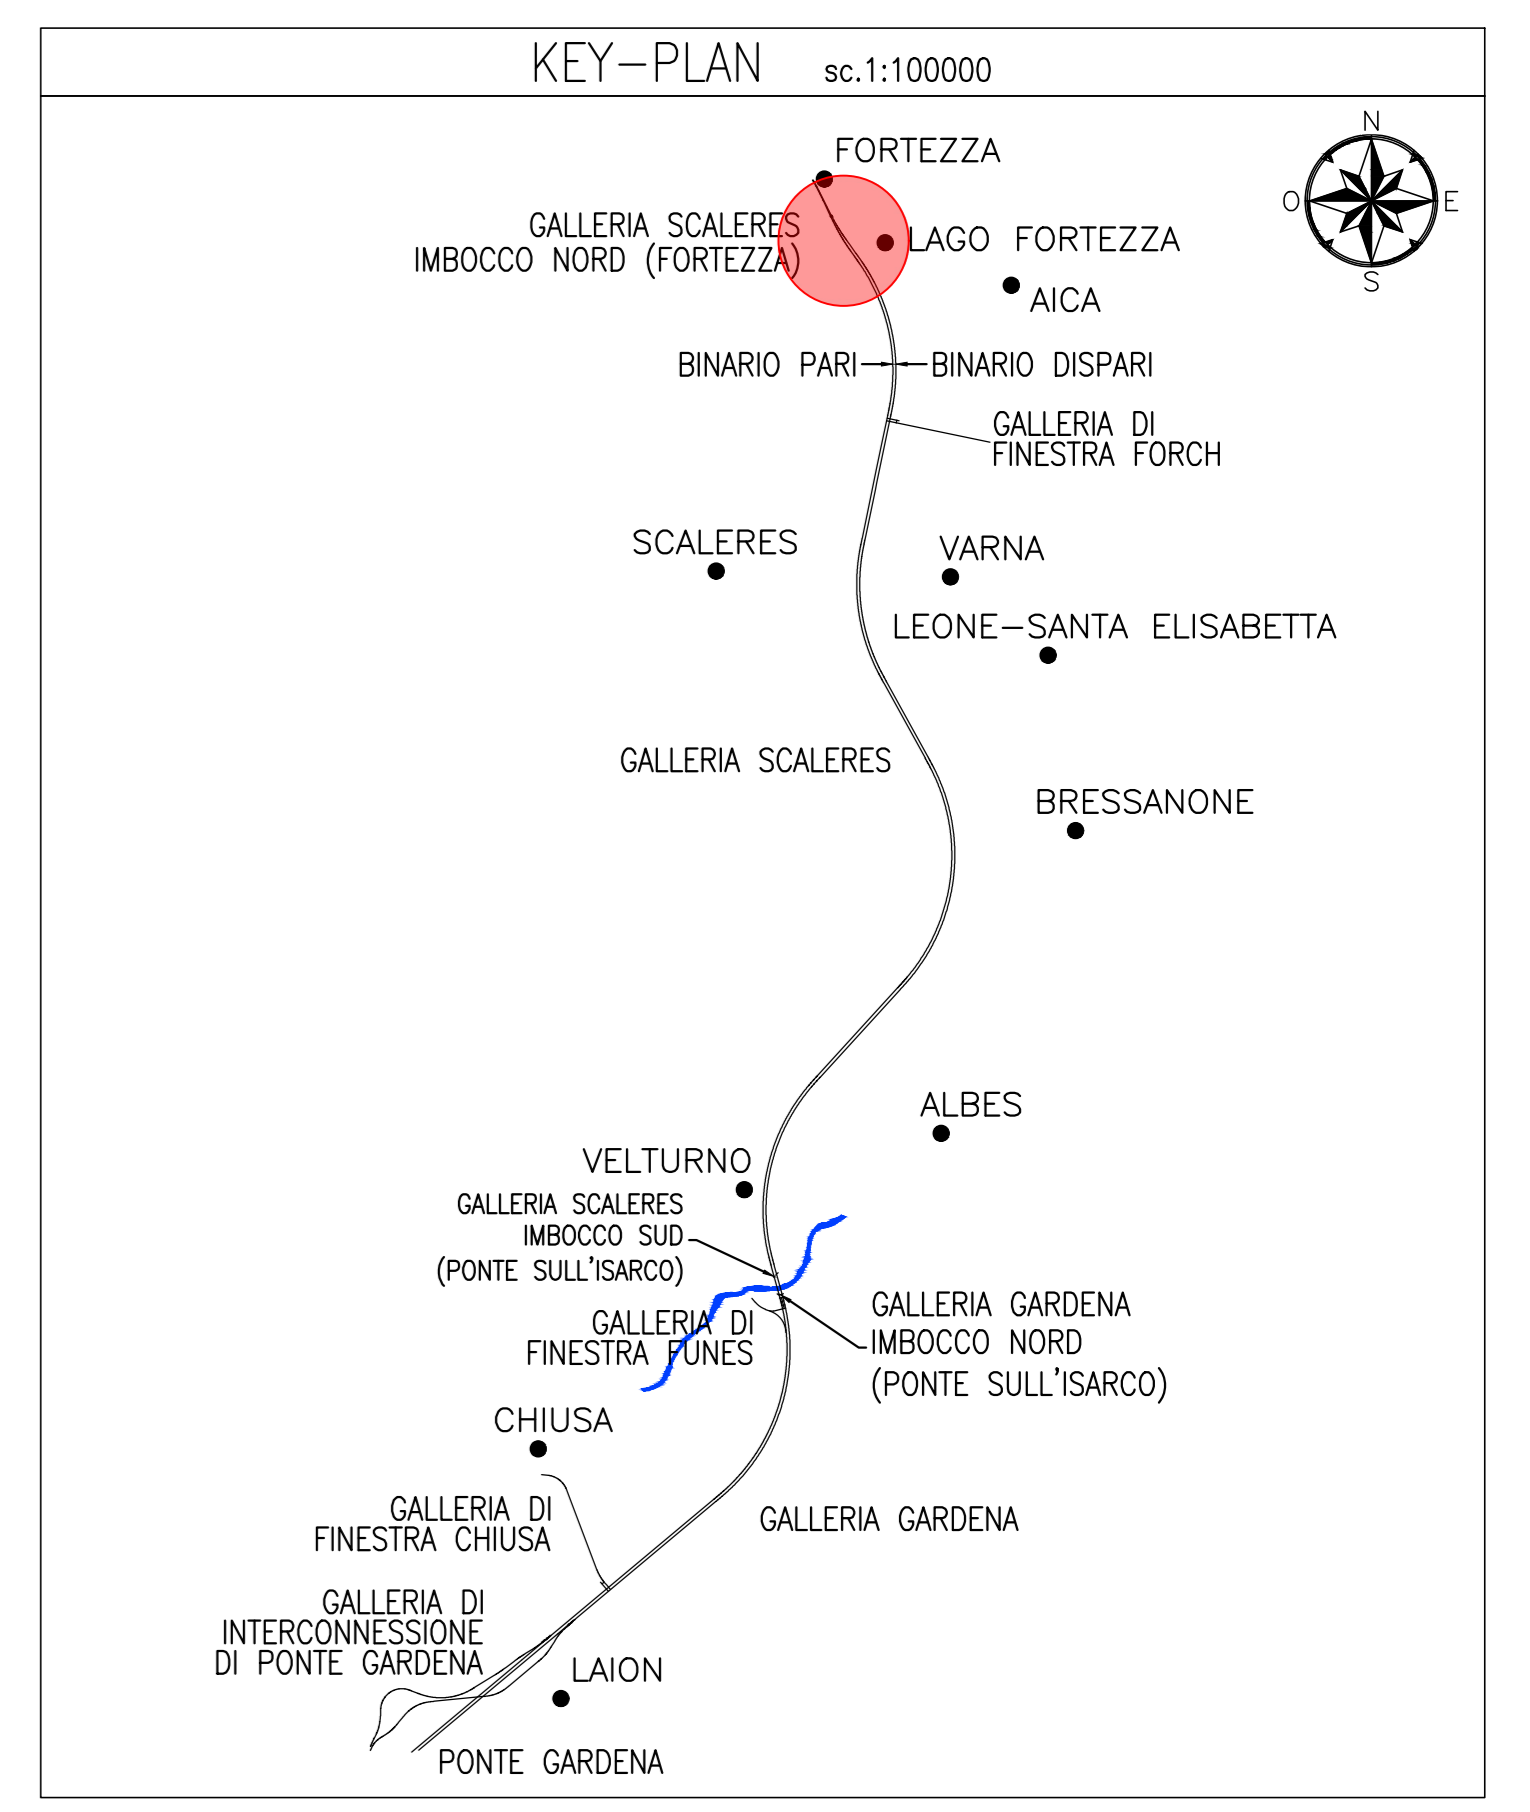 KEY-PLAN sc.1:100000
N
O
E
S
FORTEZZA
GALLERIA SCALERES
IMBOCCO NORD (FORTEZZA)
LAGO FORTEZZA
AICA
BINARIO PARI
BINARIO DISPARI
GALLERIA DI
FINESTRA FORCH
SCALERES
VARNA
LEONE-SANTA ELISABETTA
GALLERIA SCALERES
BRESSANONE
ALBES
VELTURNO
GALLERIA SCALERES
IMBOCCO SUD
(PONTE SULL'ISARCO)
GALLERIA DI
FINESTRA FUNES
GALLERIA GARDENA
IMBOCCO NORD
(PONTE SULL'ISARCO)
CHIUSA
GALLERIA DI
FINESTRA CHIUSA
GALLERIA GARDENA
GALLERIA DI
INTERCONNESSIONE
DI PONTE GARDENA
LAION
PONTE GARDENA